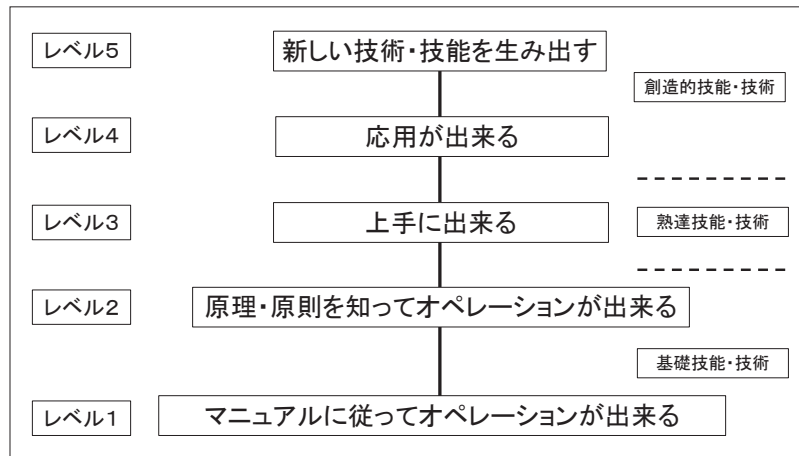 レベル5
新しい技術・技能を生み出す
創造的技能・技術
レベル4
応用が出来る
レベル3
上手に出来る
熟達技能・技術
レベル2
原理・原則を知ってオペレーションが出来る
基礎技能・技術
レベル1
マニュアルに従ってオペレーションが出来る